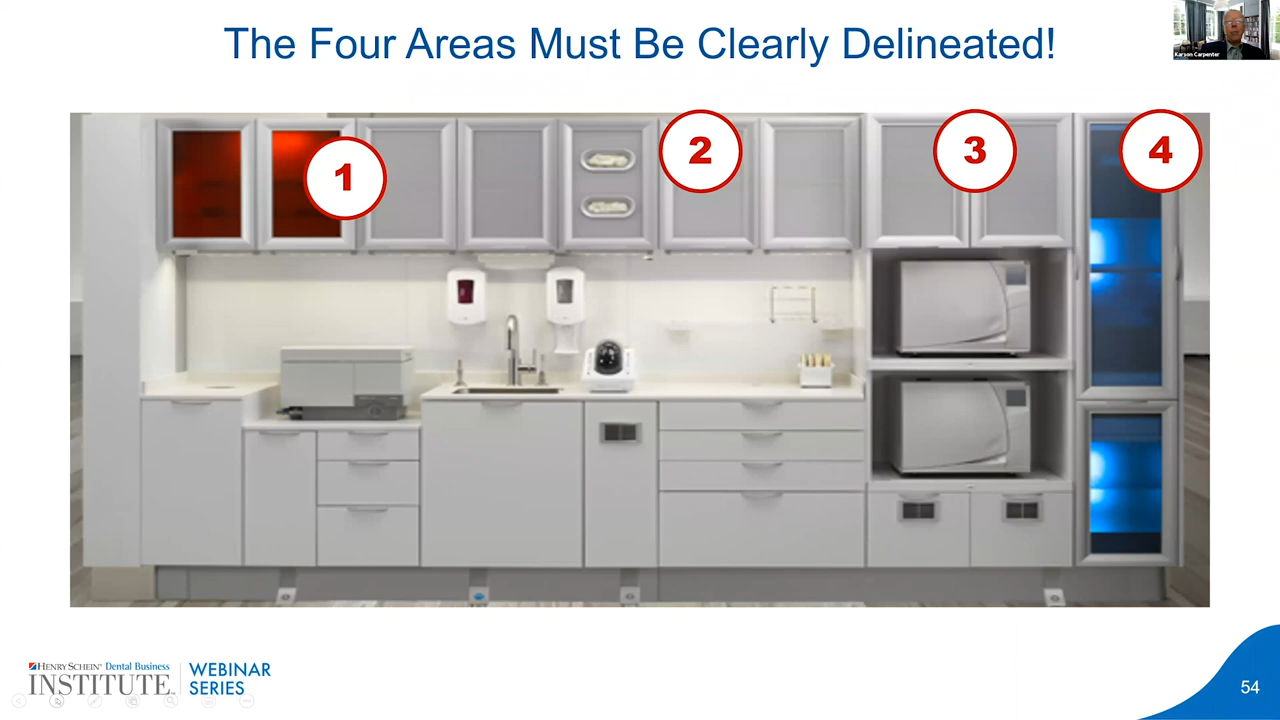 The Four Areas Must Be Clearly Delineated!
Karson Carpenter
1
2
3
4
HENRY SCHEIN® Dental Business
INSTITUTE™
WEBINAR
SERIES
54